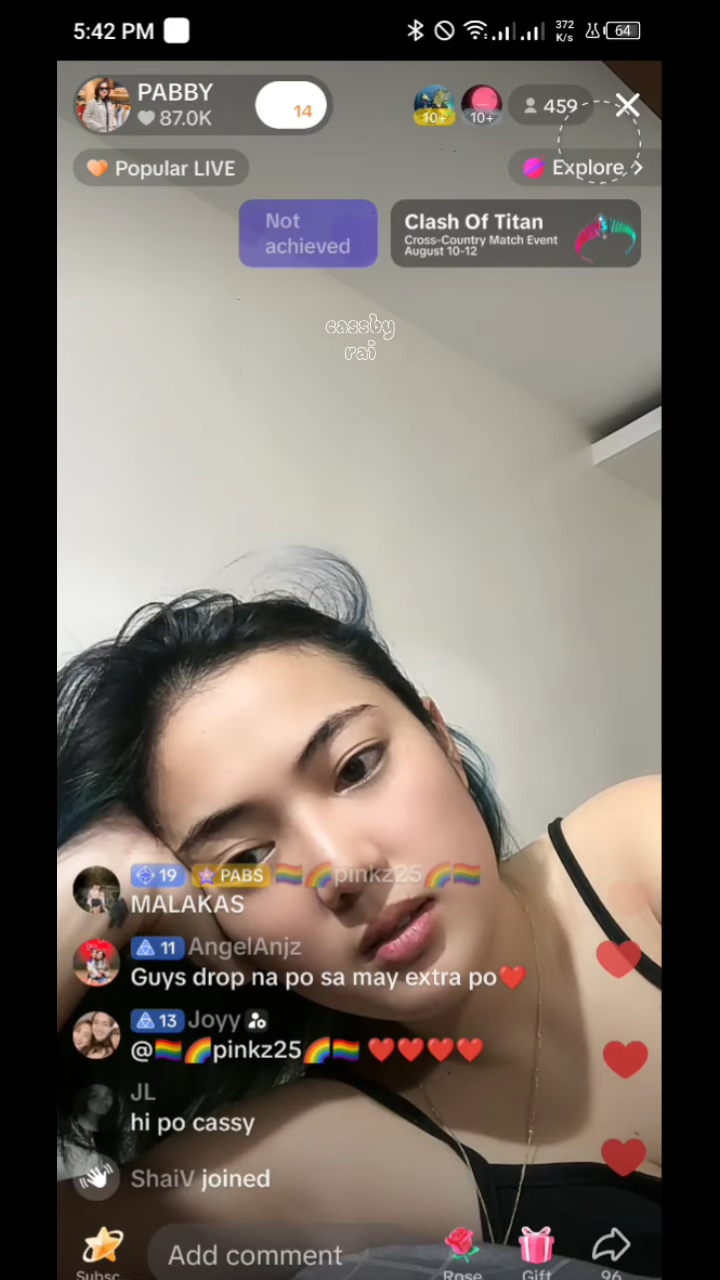 5:42 PM
372
K/s
64
PABBY
87.0K
14
10+
10+
459
Popular LIVE
Explore
Not
achieved
Clash Of Titan
Cross-Country Match Event
August 10-12
cassby
rai
19 PABS 🏳️‍🌈🌈pinkz25🌈🏳️‍🌈
MALAKAS
11 AngelAnjz
Guys drop na po sa may extra po❤️
13 Joyy
@🏳️‍🌈🌈pinkz25🌈🏳️‍🌈 ❤️❤️❤️❤️
JL
hi po cassy
ShaiV joined
Add comment
Subsc
Rose
Gift
96